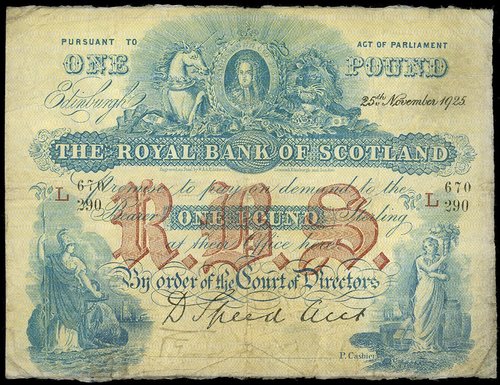 PURSUANT TO ACT OF PARLIAMENT
ONE POUND
Edinburgh 25th November 1925.
THE ROYAL BANK OF SCOTLAND
No L 670 290 No L 670 290
Promise to pay on demand to the
Bearer ONE POUND Sterling
at their Office here
R.B.S.
By order of the Court of Directors
D Speed Acct
P. Cashier